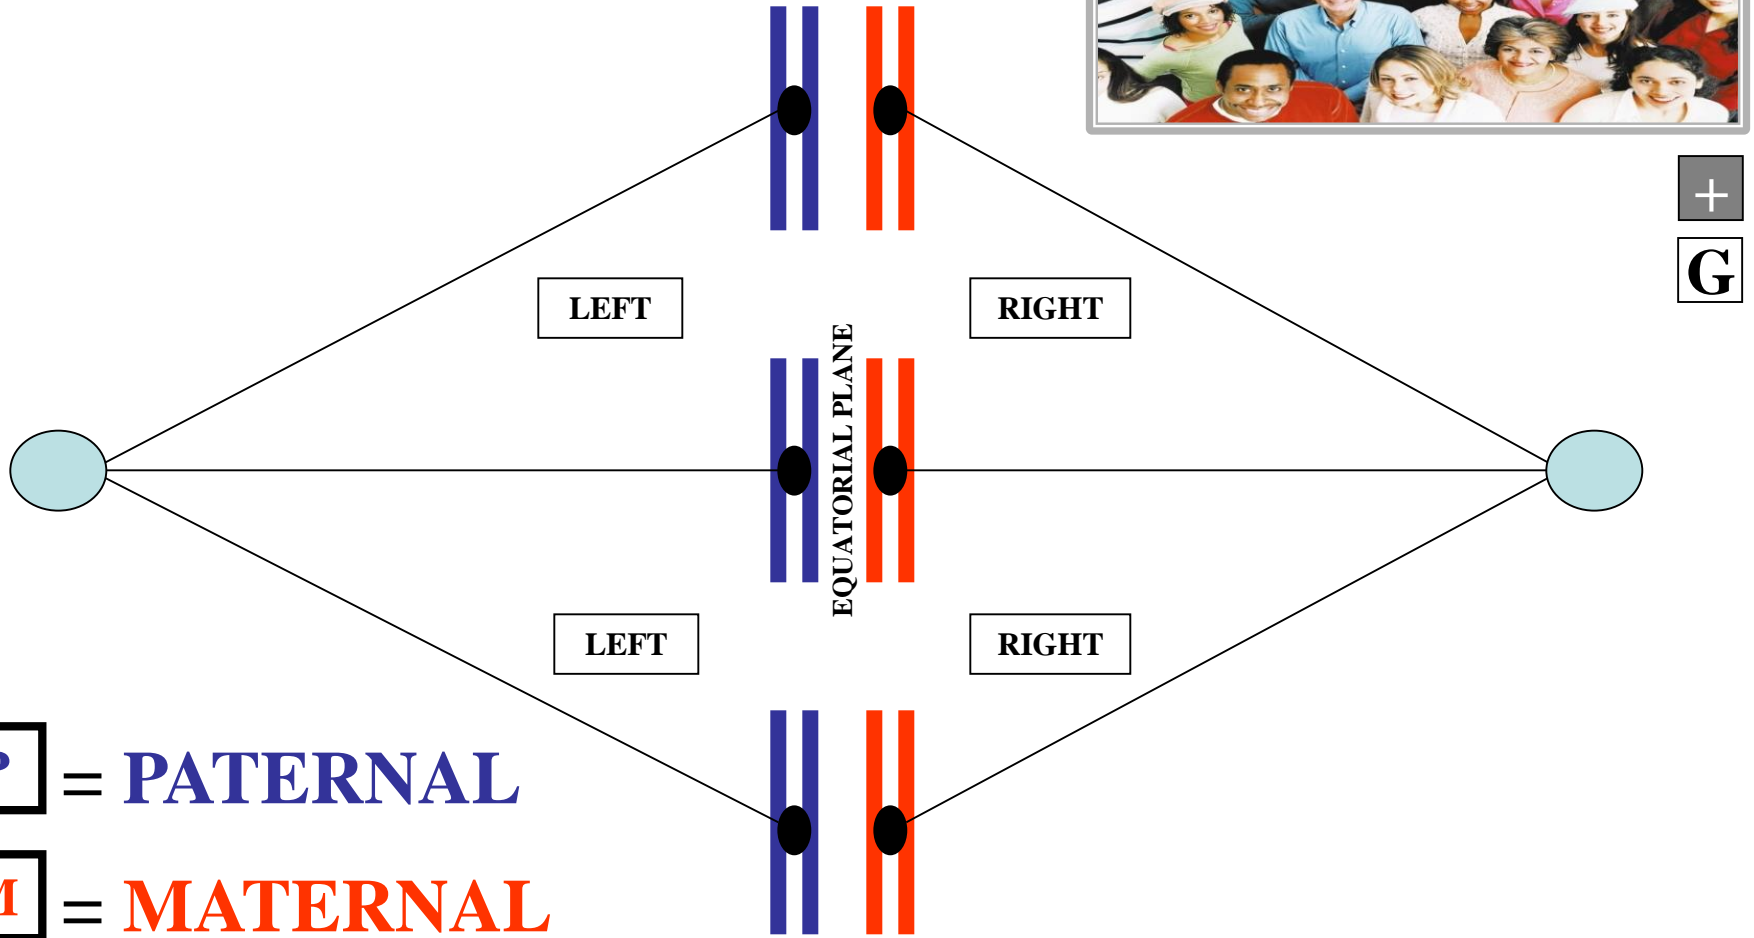 +
G
LEFT
RIGHT
EQUATORIAL PLANE
LEFT
RIGHT
P = PATERNAL
M = MATERNAL